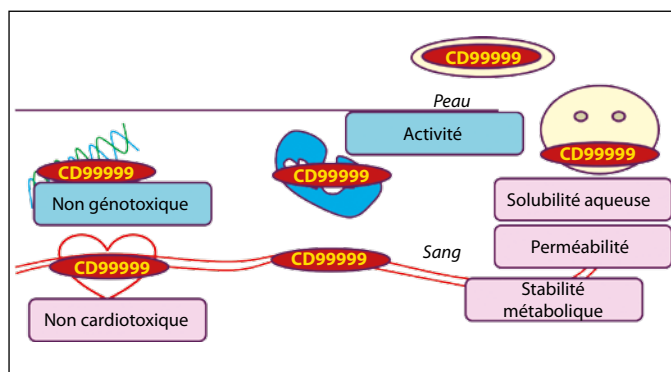 CD99999
Peau
Activité
CD99999
CD99999
CD99999
Non génotoxique
Solubilité aqueuse
Sang
Perméabilité
CD99999
CD99999
Stabilité
métabolique
Non cardiotoxique